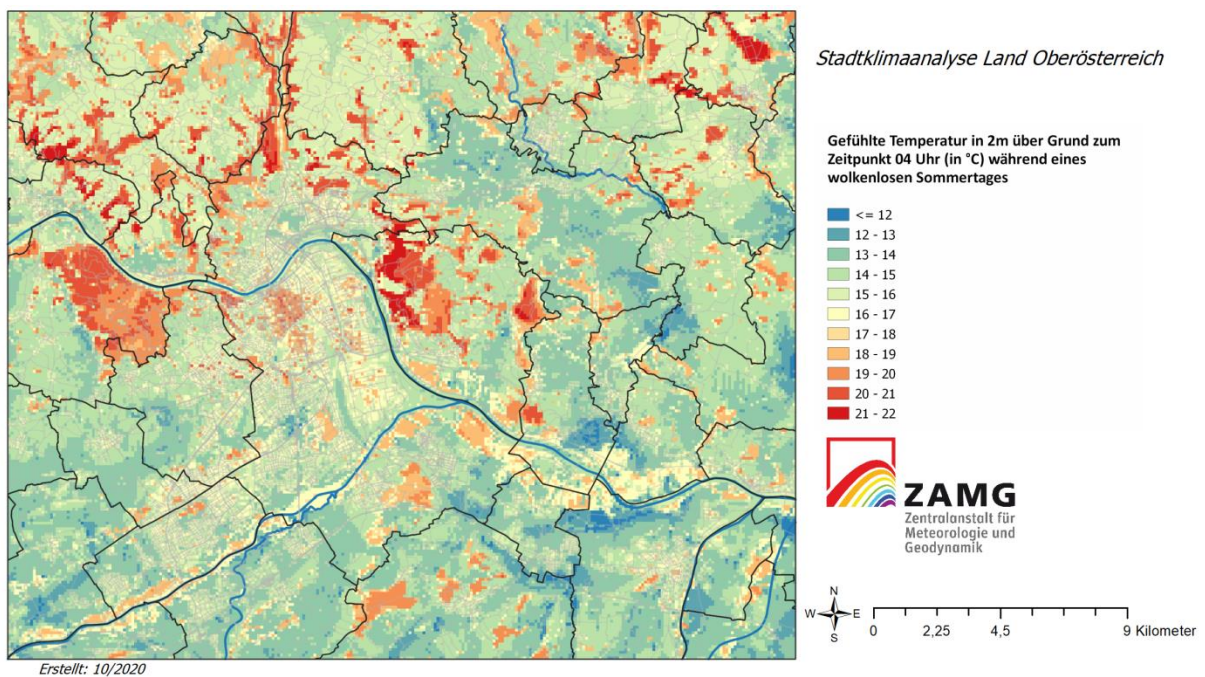 Stadtklimaanalyse Land Oberösterreich
Gefühlte Temperatur in 2m über Grund zum
Zeitpunkt 04 Uhr (in °C) während eines
wolkenlosen Sommertages
<= 12
12 - 13
13 - 14
14 - 15
15 - 16
16 - 17
17 - 18
18 - 19
19 - 20
20 - 21
21 - 22
ZAMG
Zentralanstalt für
Meteorologie und
Geodynamik
N
W E
S
0 2,25 4,5 9 Kilometer
Erstellt: 10/2020